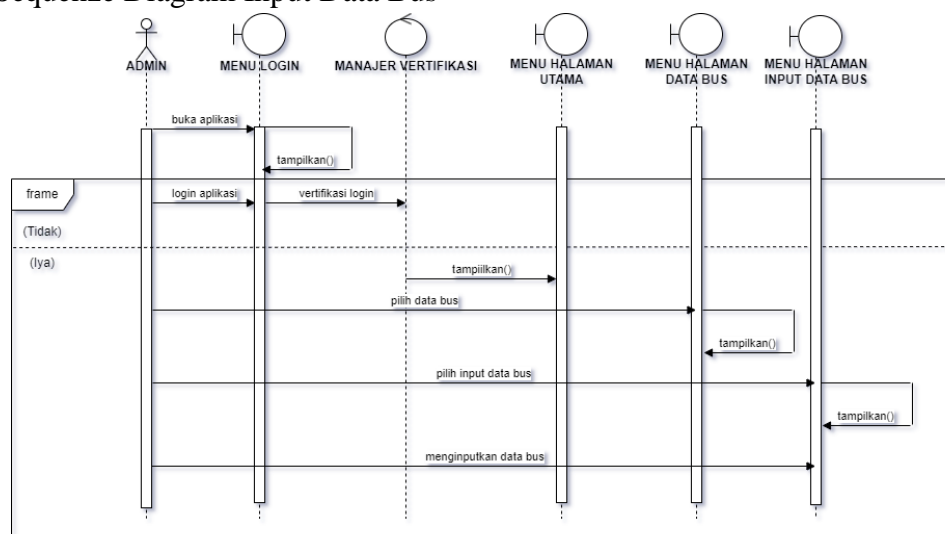 Sequenze Diagram Input Data Bus
ADMIN
MENU LOGIN
MANAJER VERTIFIKASI
MENU HALAMAN
UTAMA
MENU HALAMAN
DATA BUS
MENU HALAMAN
INPUT DATA BUS
buka aplikasi
tampilkan()
frame
login aplikasi
vertifikasi login
(Tidak)
(Iya)
tampiilkan()
pilih data bus
tampilkan()
pilih input data bus
tampilkan()
menginputkan data bus